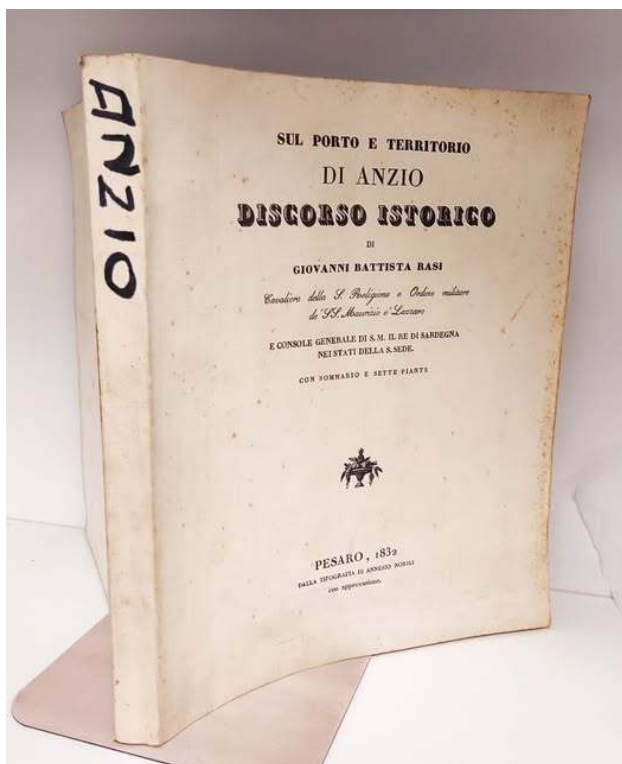 ANZIO
SUL PORTO E TERRITORIO
DI ANZIO
DISCORSO ISTORICO
DI
GIOVANNI BATTISTA RASI
Cavaliere della S. Religione e Ordine militare
de' SS. Maurizio e Lazzaro
E CONSOLE GENERALE DI S. M. IL RE DI SARDEGNA
NEI STATI DELLA S. SEDE.
CON SOMMARIO E SETTE PIANTE
PESARO, 1832
DALLA TIPOGRAFIA DI ANNESIO NOBILI
con approvazione.